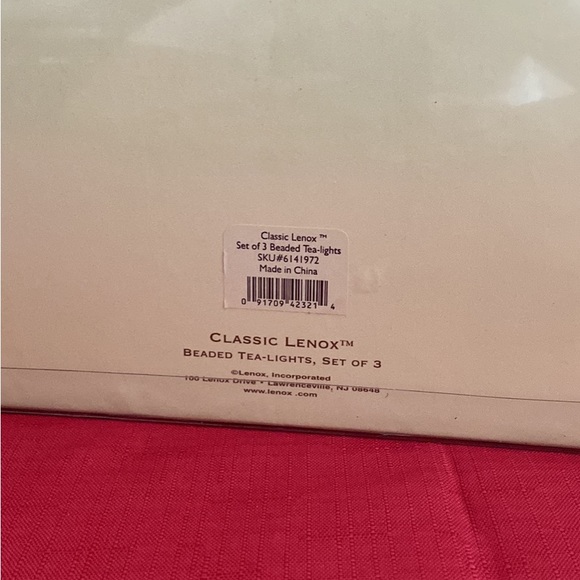 Classic Lenox ™
Set of 3 Beaded Tea-lights
SKU#6141972
Made in China
0 91709 42321 4
CLASSIC LENOX™
BEADED TEA-LIGHTS, SET OF 3
©Lenox, Incorporated
100 Lenox Drive • Lawrenceville, NJ 08648
www.lenox .com